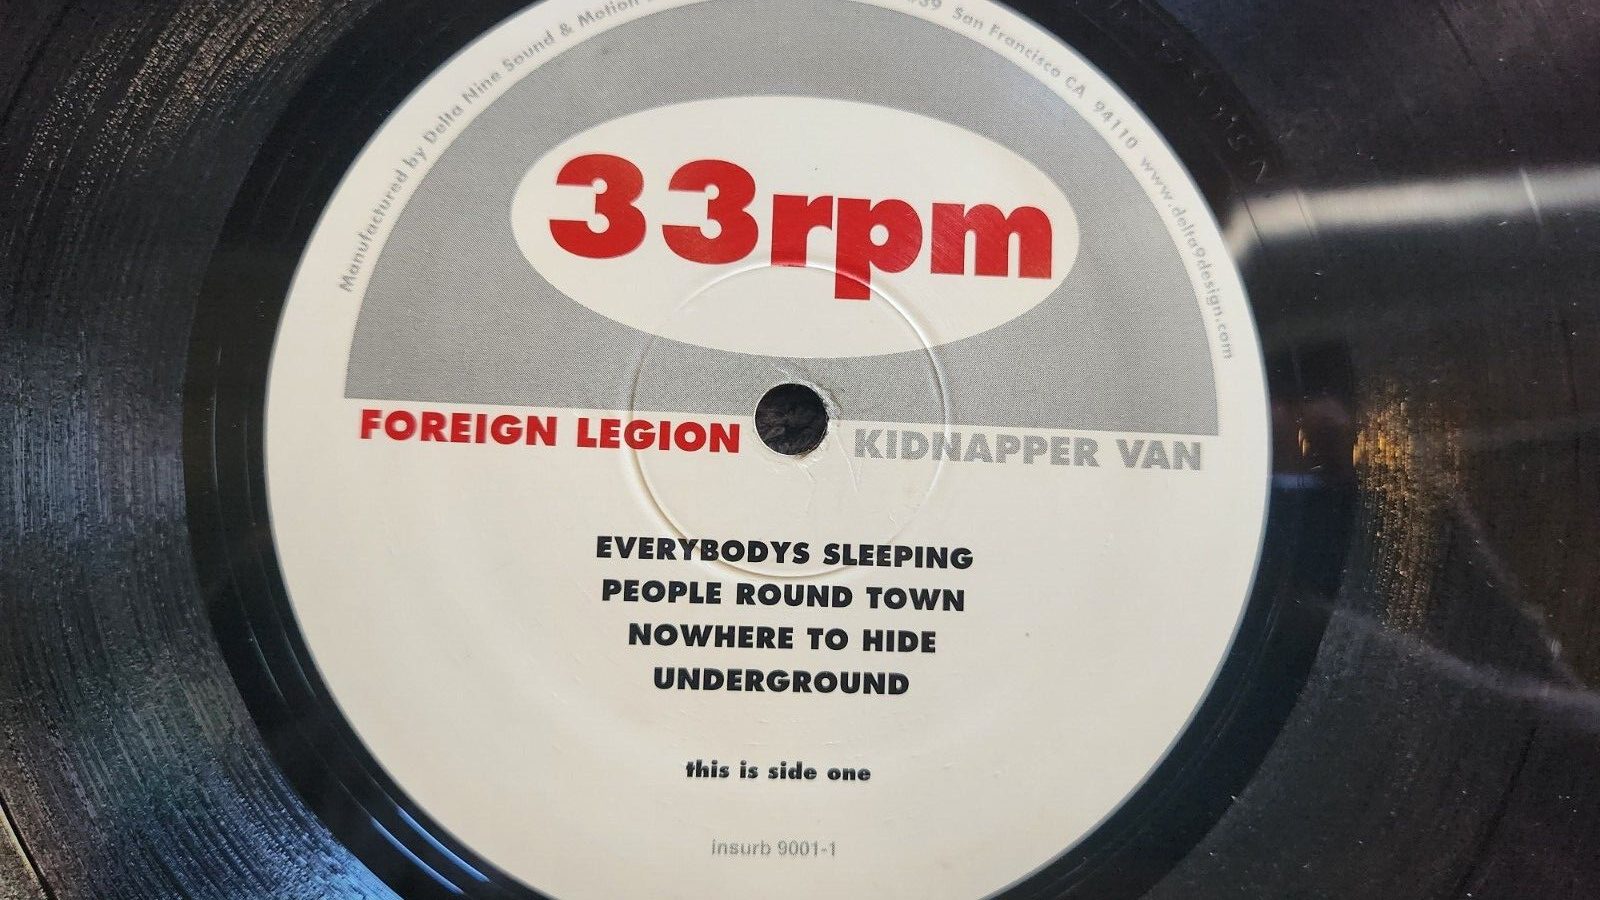 Manufactured by Delta Nine Sound & Motion
San Francisco CA 94110 www.delta9design.com
33rpm
FOREIGN LEGION KIDNAPPER VAN
EVERYBODYS SLEEPING
PEOPLE ROUND TOWN
NOWHERE TO HIDE
UNDERGROUND
this is side one
insurb 9001-1